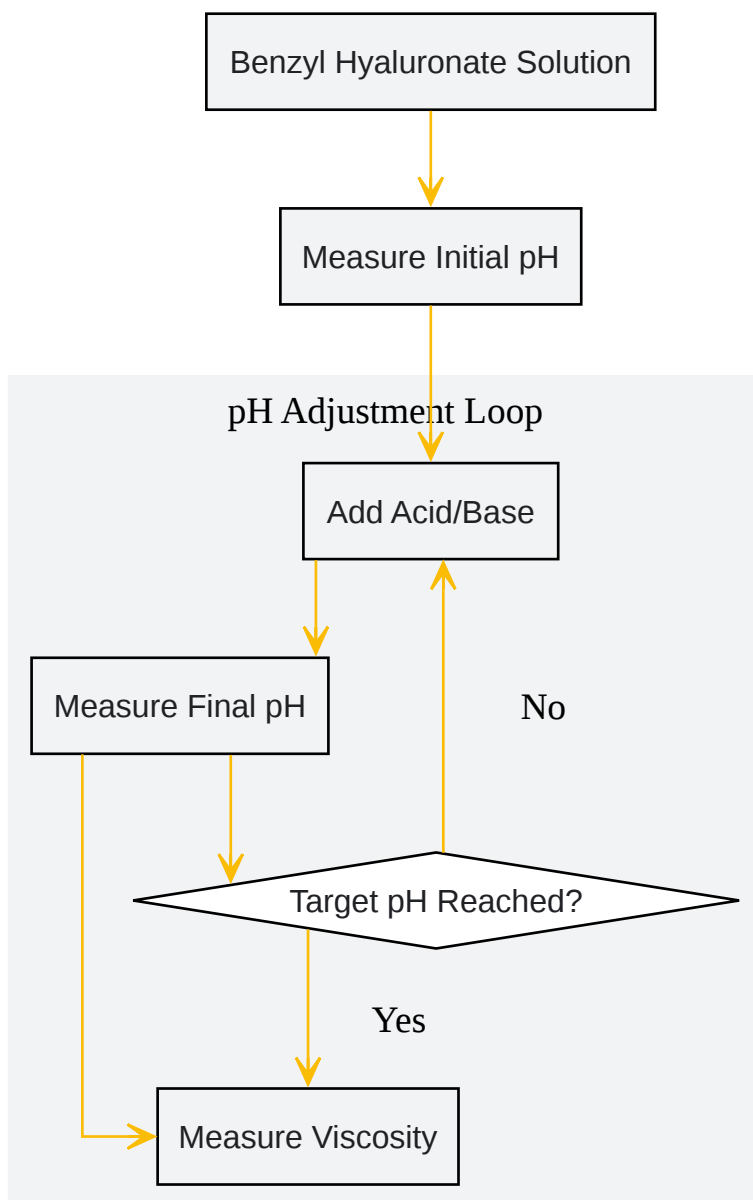 Benzyl Hyaluronate Solution
Measure Initial pH
pH Adjustment Loop
Add Acid/Base
Measure Final pH
No
Target pH Reached?
Yes
Measure Viscosity